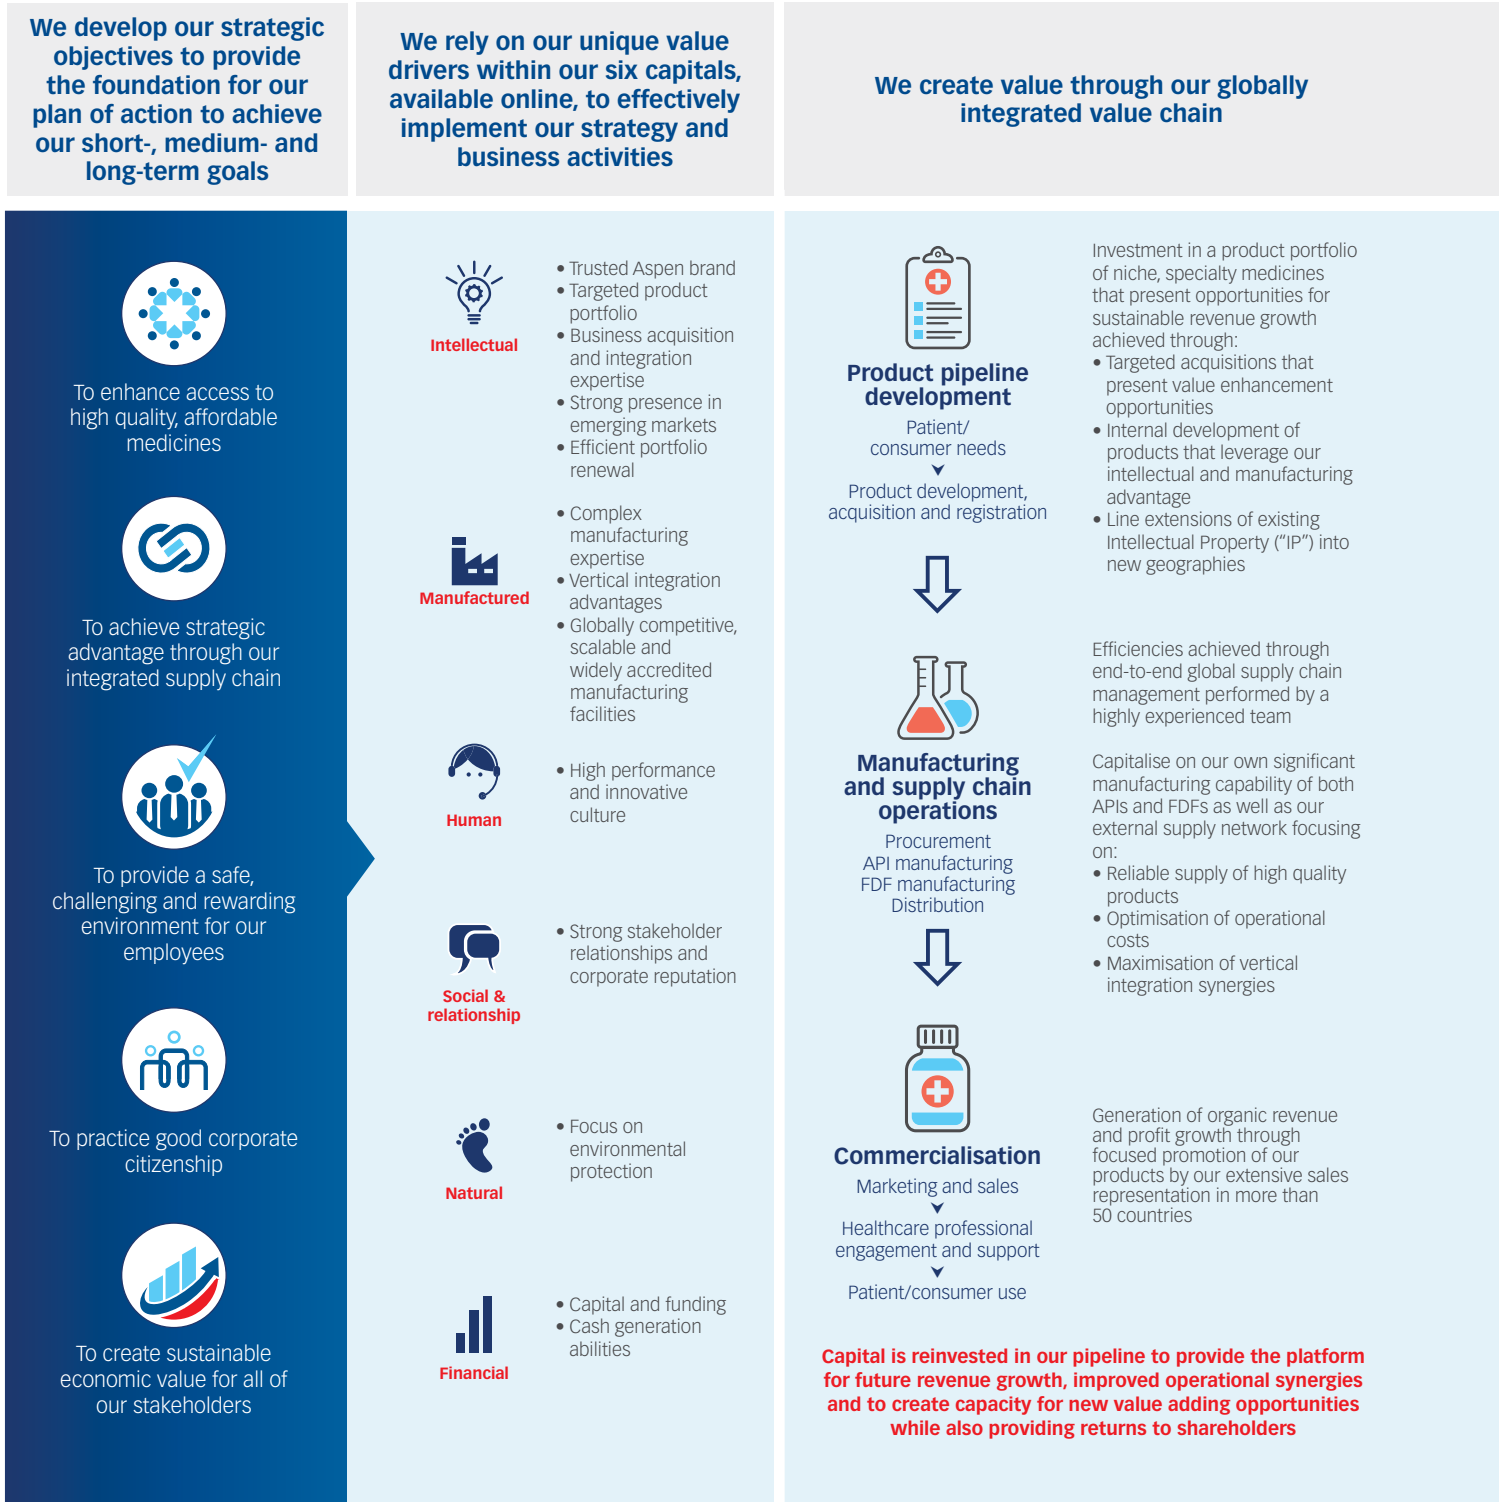 We develop our strategic
objectives to provide
the foundation for our
plan of action to achieve
our short-, medium- and
long-term goals
We rely on our unique value
drivers within our six capitals,
available online, to effectively
implement our strategy and
business activities
We create value through our globally
integrated value chain
To enhance access to
high quality, affordable
medicines
To achieve strategic
advantage through our
integrated supply chain
To provide a safe,
challenging and rewarding
environment for our
employees
To practice good corporate
citizenship
To create sustainable
economic value for all of
our stakeholders
Intellectual
• Trusted Aspen brand
• Targeted product
portfolio
• Business acquisition
and integration
expertise
• Strong presence in
emerging markets
• Efficient portfolio
renewal
Manufactured
• Complex
manufacturing
expertise
• Vertical integration
advantages
• Globally competitive,
scalable and
widely accredited
manufacturing
facilities
Human
• High performance
and innovative
culture
Social &
relationship
• Strong stakeholder
relationships and
corporate reputation
Natural
• Focus on
environmental
protection
Financial
• Capital and funding
• Cash generation
abilities
Product pipeline
development
Patient/
consumer needs
Product development,
acquisition and registration
Investment in a product portfolio
of niche, specialty medicines
that present opportunities for
sustainable revenue growth
achieved through:
• Targeted acquisitions that
present value enhancement
opportunities
• Internal development of
products that leverage our
intellectual and manufacturing
advantage
• Line extensions of existing
Intellectual Property (“IP”) into
new geographies
Manufacturing
and supply chain
operations
Procurement
API manufacturing
FDF manufacturing
Distribution
Efficiencies achieved through
end-to-end global supply chain
management performed by a
highly experienced team
Capitalise on our own significant
manufacturing capability of both
APIs and FDFs as well as our
external supply network focusing
on:
• Reliable supply of high quality
products
• Optimisation of operational
costs
• Maximisation of vertical
integration synergies
Commercialisation
Marketing and sales
Healthcare professional
engagement and support
Patient/consumer use
Generation of organic revenue
and profit growth through
focused promotion of our
products by our extensive sales
representation in more than
50 countries
Capital is reinvested in our pipeline to provide the platform
for future revenue growth, improved operational synergies
and to create capacity for new value adding opportunities
while also providing returns to shareholders